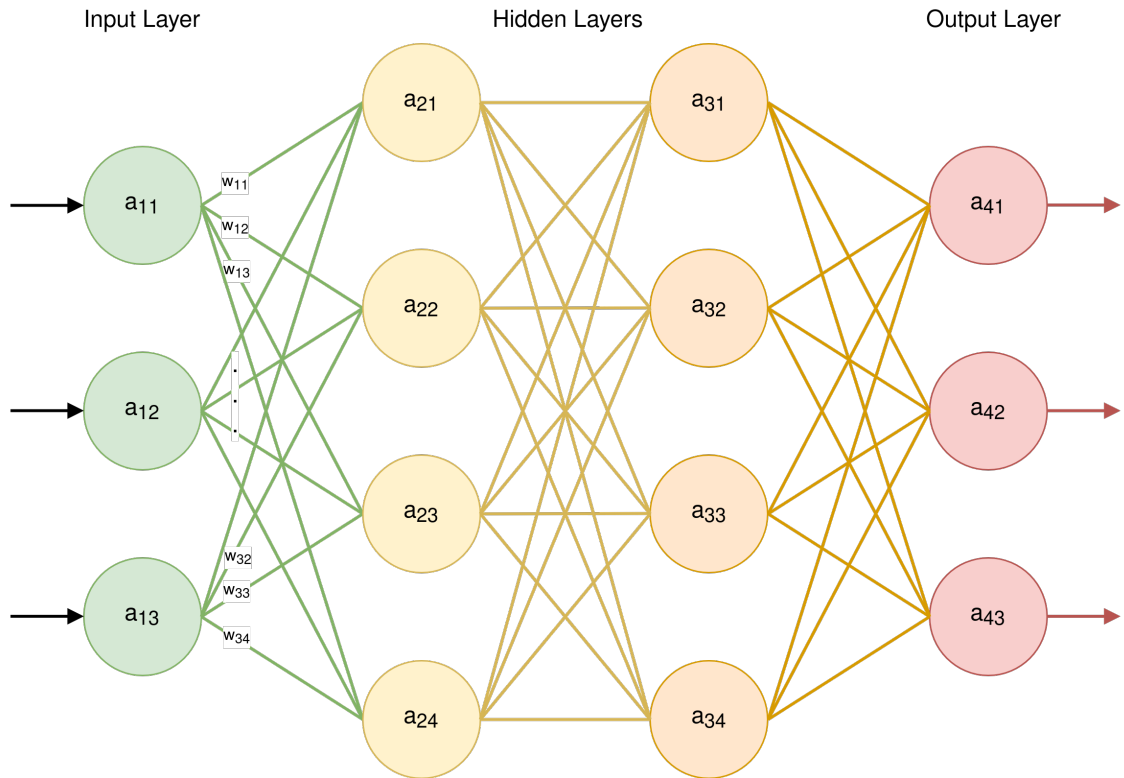 Input Layer
Hidden Layers
Output Layer
a21
a31
a11
w11
w12
w13
a41
a22
a32
.
.
.
a12
a42
a23
a33
w32
w33
w34
a13
a43
a24
a34